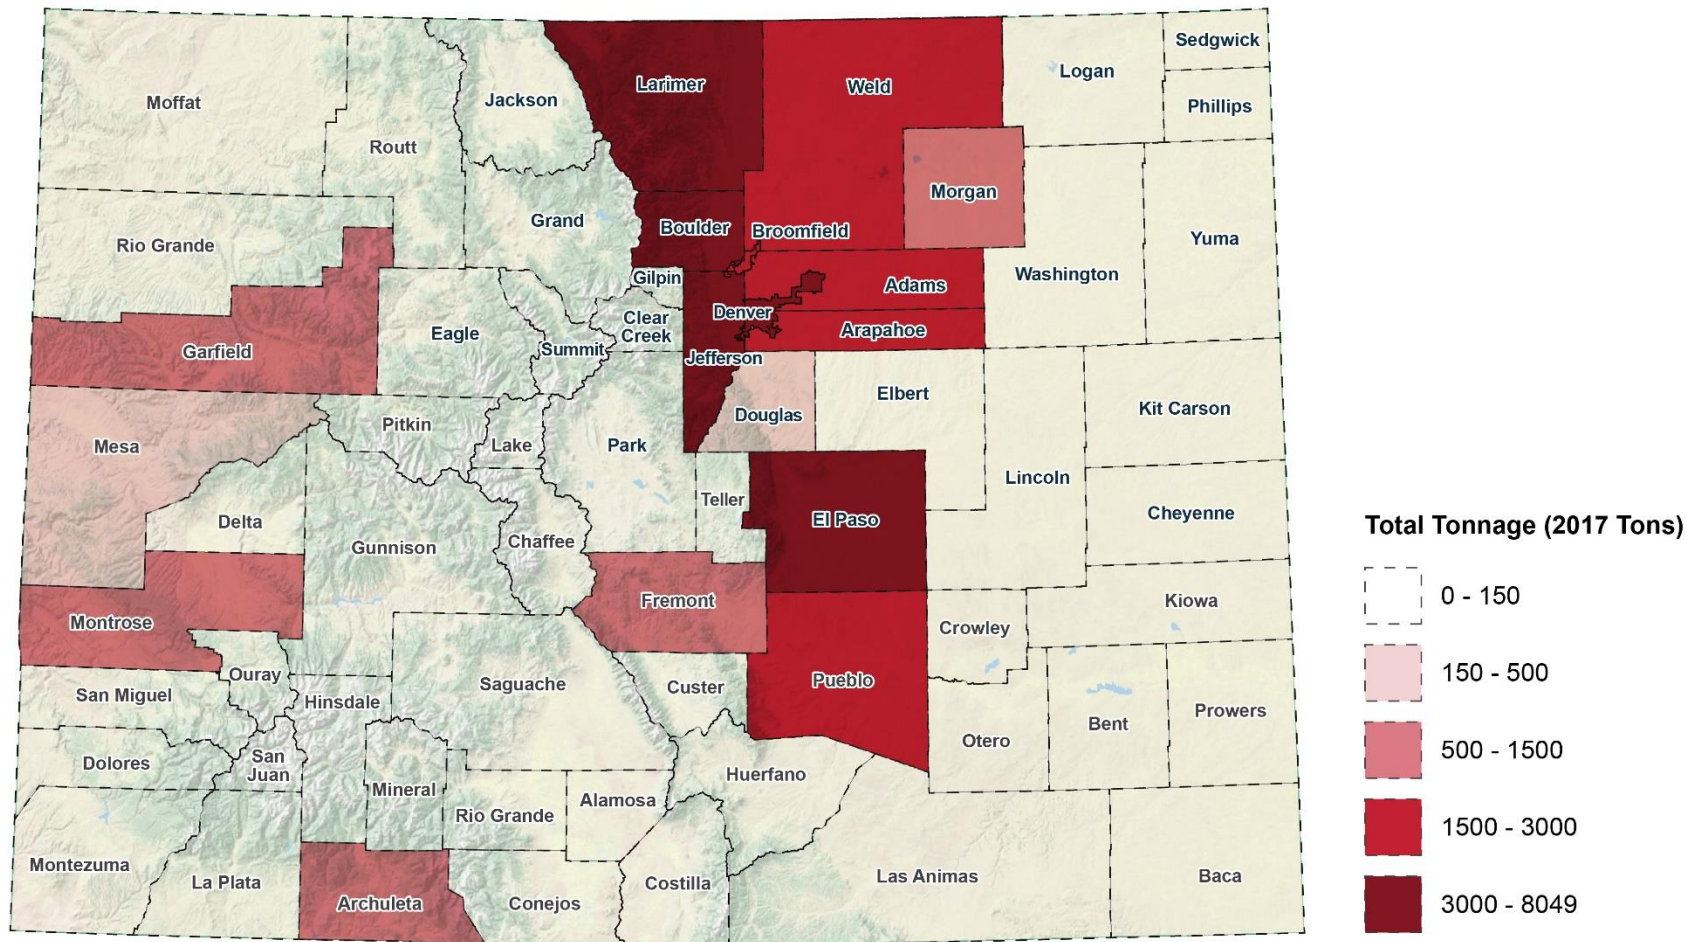 Sedgwick
Logan
Larimer
Weld
Jackson
Moffat
Phillips
Routt
Morgan
Grand
Boulder
Broomfield
Yuma
Rio Grande
Washington
Gilpin
Adams
Denver
Clear
Creek
Arapahoe
Eagle
Summit
Garfield
Jefferson
Elbert
Kit Carson
Douglas
Pitkin
Mesa
Lake
Park
Lincoln
Teller
Cheyenne
Delta
El Paso
Chaffee
Gunnison
Fremont
Kiowa
Montrose
Crowley
Ouray
Saguache
Pueblo
Custer
San Miguel
Hinsdale
Prowers
Bent
Otero
Dolores
San
Juan
Huerfano
Mineral
Alamosa
Rio Grande
Montezuma
La Plata
Costilla
Las Animas
Baca
Archuleta
Conejos
Total Tonnage (2017 Tons)
0 - 150
150 - 500
500 - 1500
1500 - 3000
3000 - 8049